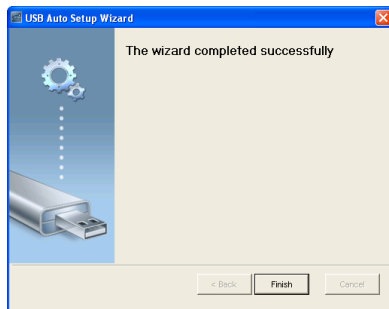 USB Auto Setup Wizard
The wizard completed successfully
< Back Finish Cancel